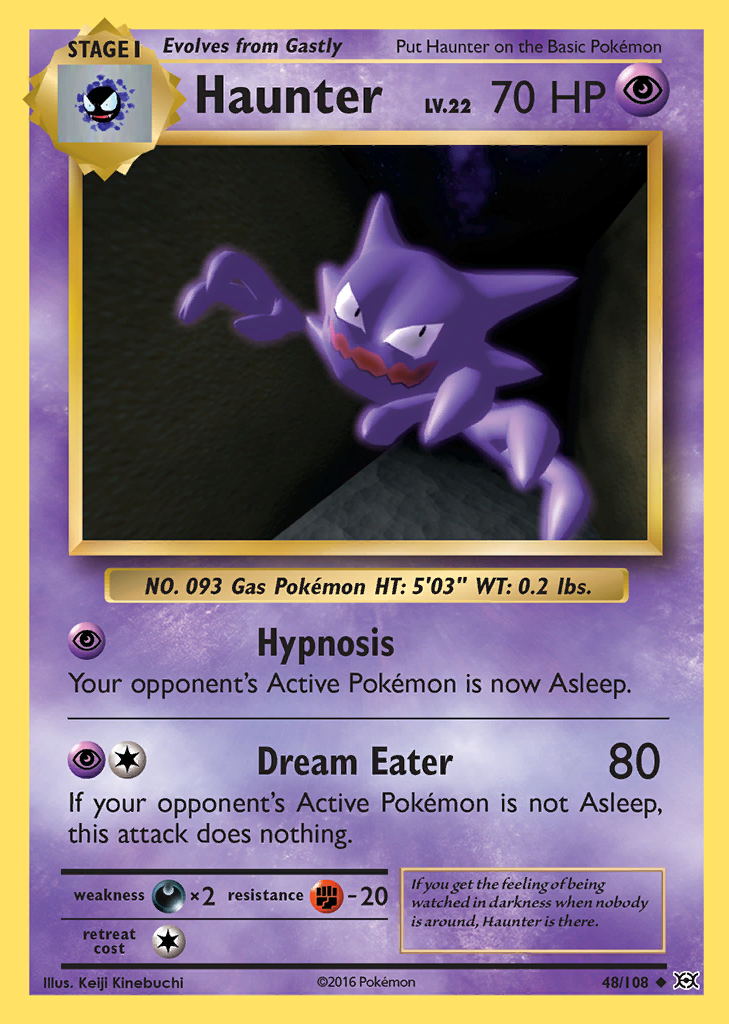 STAGE 1 Evolves from Gastly Put Haunter on the Basic Pokémon
Haunter LV.22 70 HP
NO. 093 Gas Pokémon HT: 5'03" WT: 0.2 lbs.
Hypnosis
Your opponent's Active Pokémon is now Asleep.
Dream Eater 80
If your opponent's Active Pokémon is not Asleep,
this attack does nothing.
weakness ×2 resistance -20
retreat
cost
If you get the feeling of being
watched in darkness when nobody
is around, Haunter is there.
Illus. Keiji Kinebuchi ©2016 Pokémon 48/108